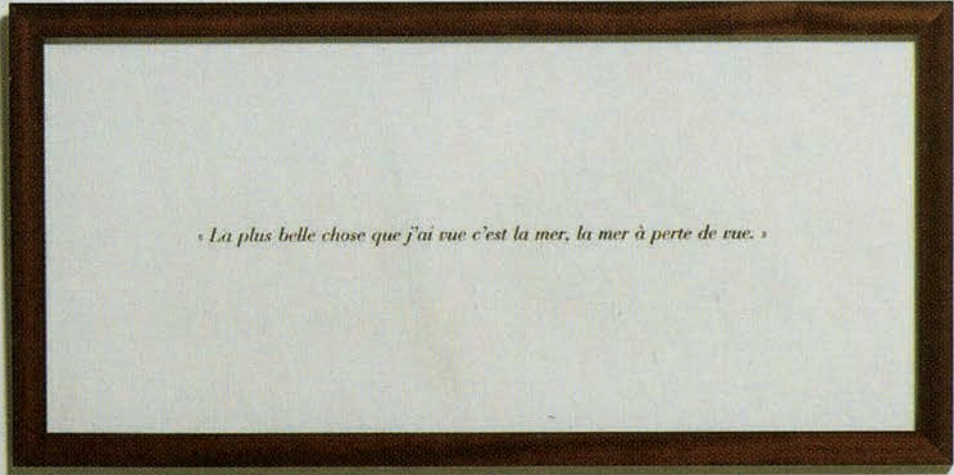 « La plus belle chose que j'ai vue c'est la mer, la mer à perte de vue. »